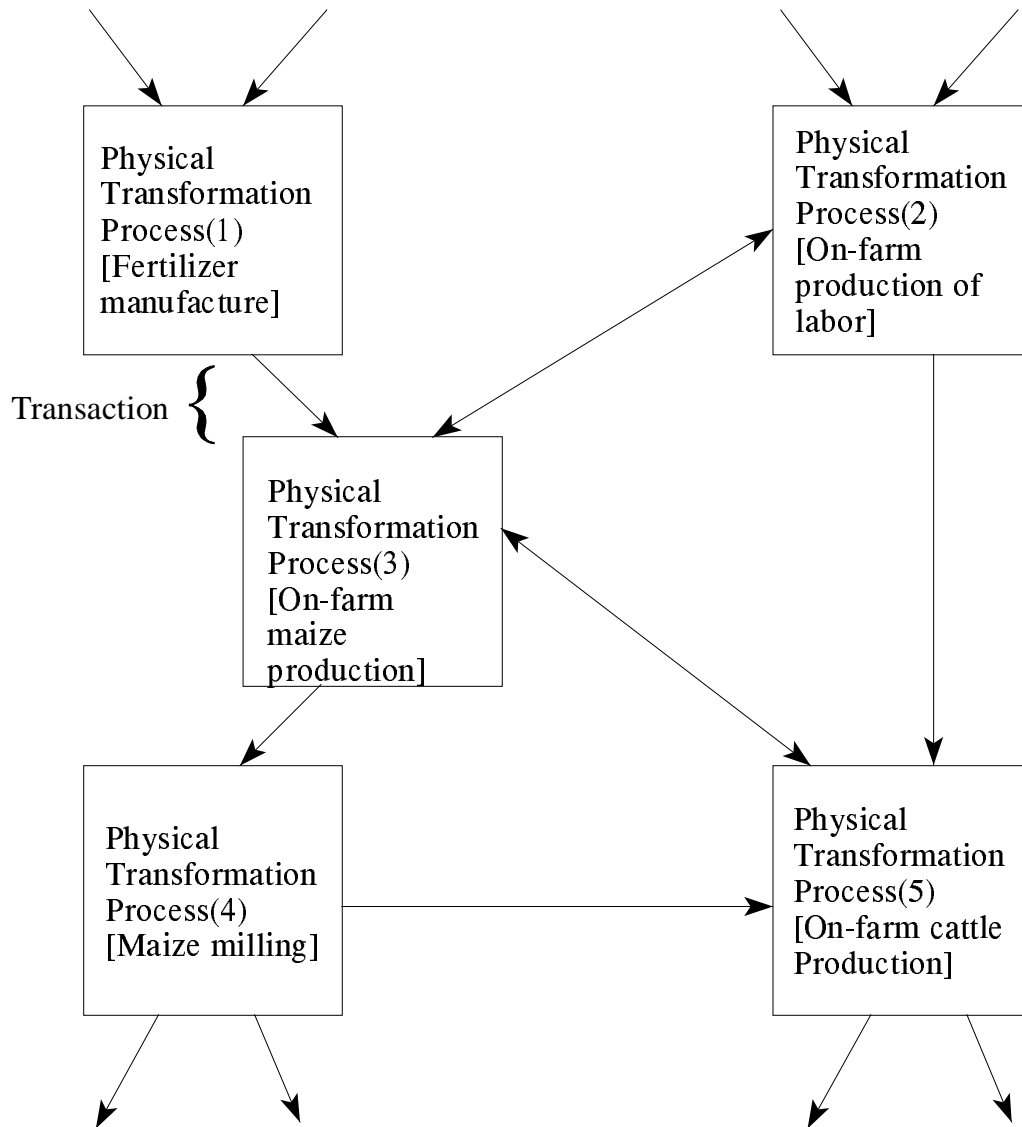 Physical
Transformation
Process(1)
[Fertilizer
manufacture]
Physical
Transformation
Process(2)
[On-farm
production of
labor]
Transaction {
Physical
Transformation
Process(3)
[On-farm
maize
production]
Physical
Transformation
Process(4)
[Maize milling]
Physical
Transformation
Process(5)
[On-farm cattle
Production]